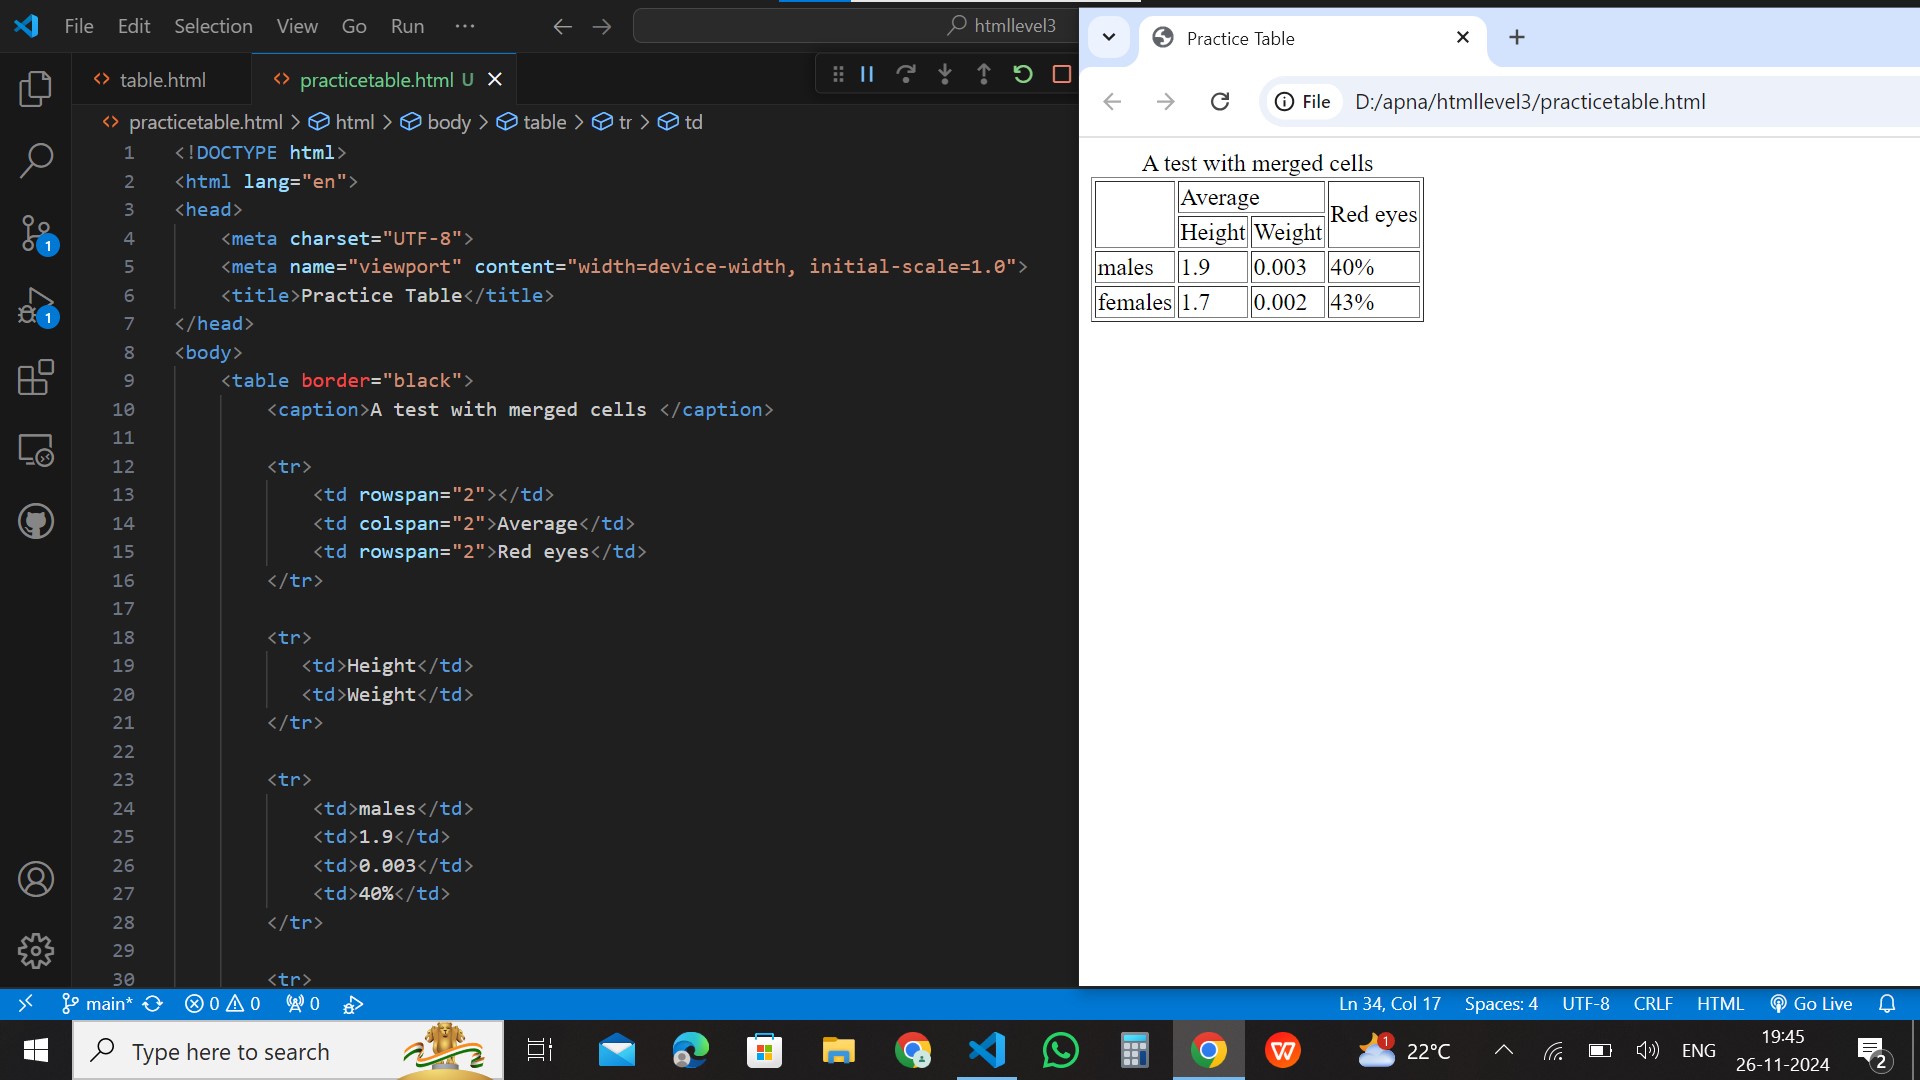 File Edit Selection View Go Run ··· htmllevel3
table.html practicetable.html U
practicetable.html > html > body > table > tr > td
1 <!DOCTYPE html>
2 <html lang="en">
3 <head>
4 <meta charset="UTF-8">
5 <meta name="viewport" content="width=device-width, initial-scale=1.0">
6 <title>Practice Table</title>
7 </head>
8 <body>
9 <table border="black">
10 <caption>A test with merged cells </caption>
11
12 <tr>
13 <td rowspan="2"></td>
14 <td colspan="2">Average</td>
15 <td rowspan="2">Red eyes</td>
16 </tr>
17
18 <tr>
19 <td>Height</td>
20 <td>Weight</td>
21 </tr>
22
23 <tr>
24 <td>males</td>
25 <td>1.9</td>
26 <td>0.003</td>
27 <td>40%</td>
28 </tr>
29
30 <tr>
1
1
Practice Table
File D:/apna/htmllevel3/practicetable.html
A test with merged cells
Average Red eyes
Height Weight
males 1.9 0.003 40%
females 1.7 0.002 43%
main* 0 0 0 Ln 34, Col 17 Spaces: 4 UTF-8 CRLF HTML Go Live
Type here to search 1 22°C ENG 19:45
26-11-2024 2